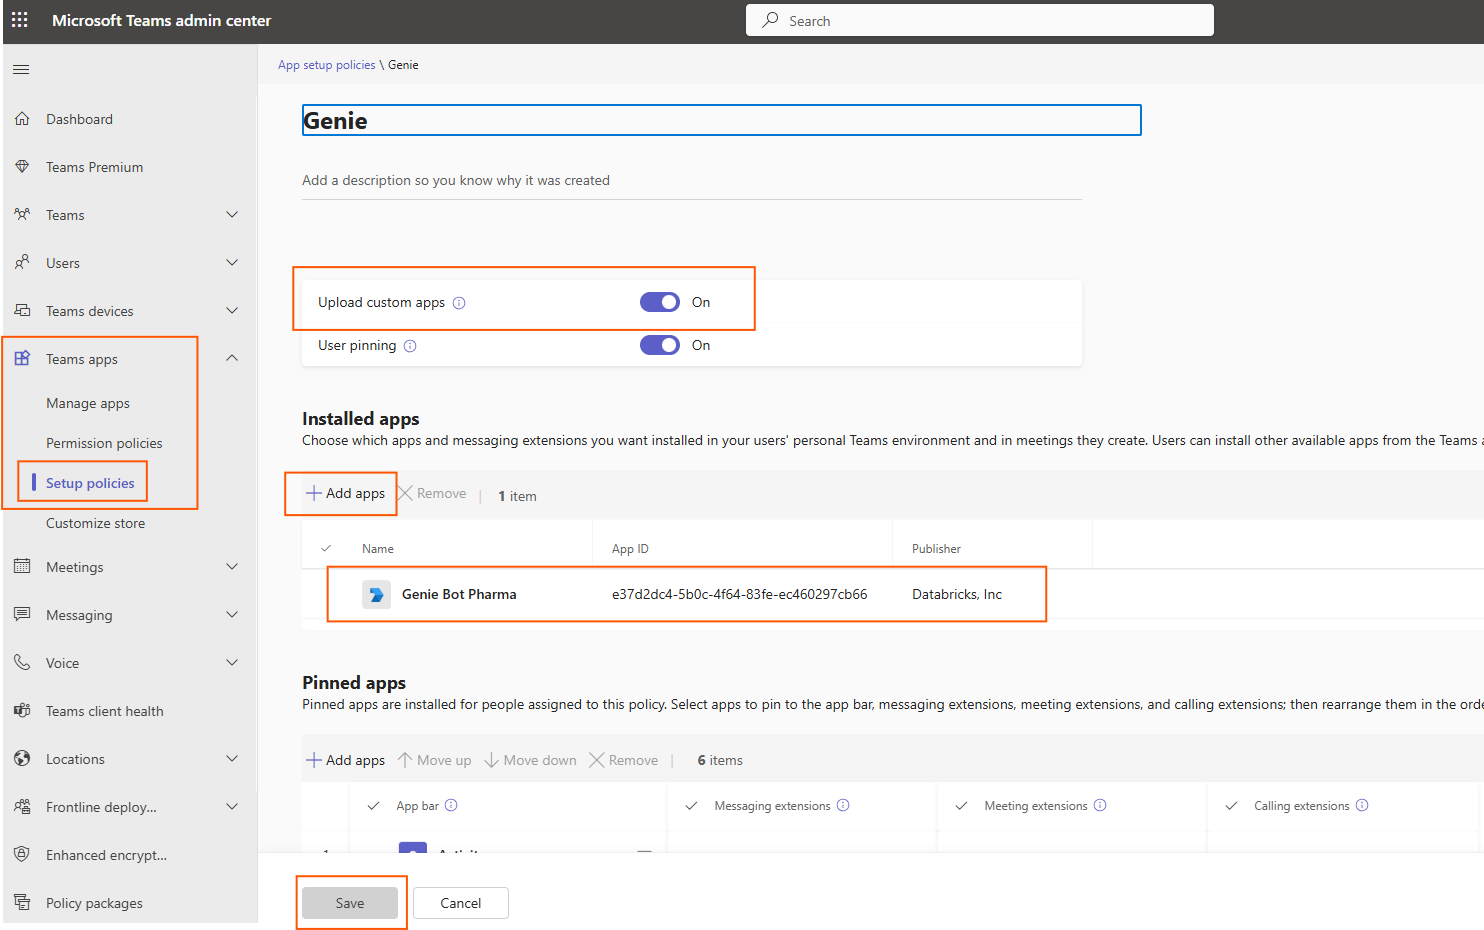 Microsoft Teams admin center
Search
App setup policies \ Genie
Dashboard
Teams Premium
Teams
Users
Teams devices
Teams apps
Manage apps
Permission policies
Setup policies
Customize store
Meetings
Messaging
Voice
Teams client health
Locations
Frontline deploy...
Enhanced encrypt...
Policy packages
Genie
Add a description so you know why it was created
Upload custom apps On
User pinning On
Installed apps
Choose which apps and messaging extensions you want installed in your users' personal Teams environment and in meetings they create. Users can install other available apps from the Teams a
Add apps Remove | 1 item
Name App ID Publisher
Genie Bot Pharma e37d2dc4-5b0c-4f64-83fe-ec460297cb66 Databricks, Inc
Pinned apps
Pinned apps are installed for people assigned to this policy. Select apps to pin to the app bar, messaging extensions, meeting extensions, and calling extensions; then rearrange them in the orde
Add apps Move up Move down Remove | 6 items
App bar Messaging extensions Meeting extensions Calling extensions
Save Cancel